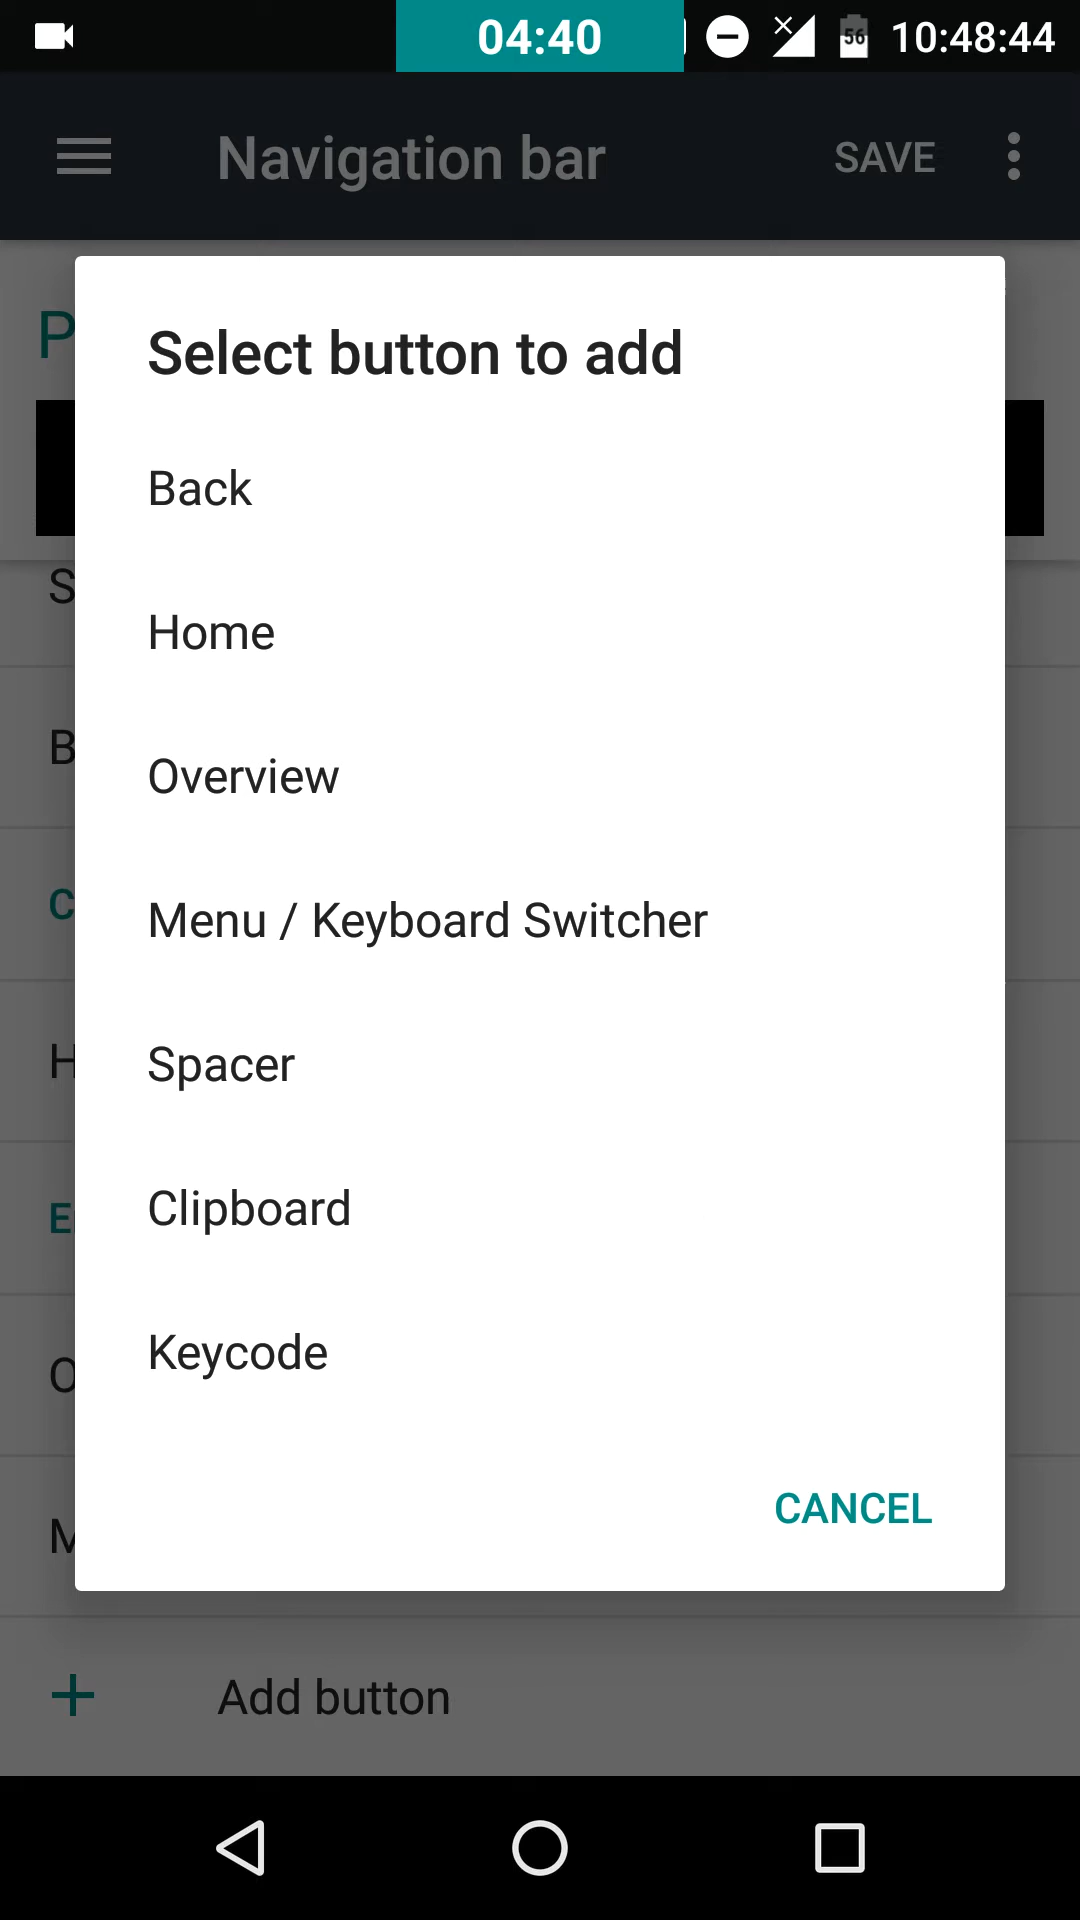 04:40
56
10:48:44
Navigation bar
SAVE
P
Select button to add
Back
S
Home
B
Overview
C
Menu / Keyboard Switcher
H
Spacer
E
Clipboard
O
Keycode
M
CANCEL
Add button